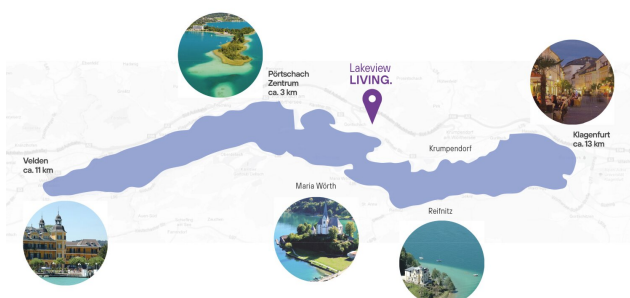 Pörtschach
Zentrum
ca. 3 km
Lakeview
LIVING.
Klagenfurt
ca. 13 km
Krumpendorf
Velden
ca. 11 km
Maria Wörth
Reifnitz